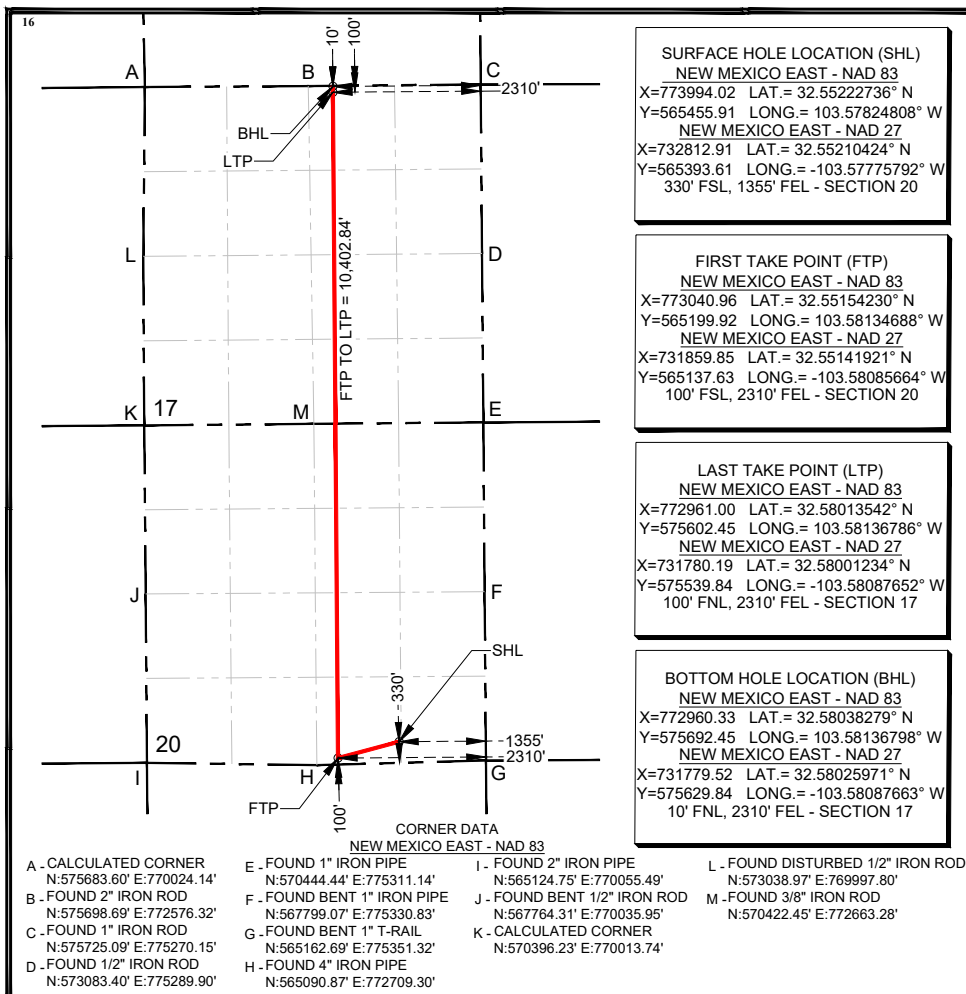 16
10'
100'
A
B
C
2310'
BHL
LTP
FTP TO LTP = 10,402.84'
L
D
K
17
M
E
J
F
SHL
330'
20
1355'
2310'
I
H
G
FTP
100'
SURFACE HOLE LOCATION (SHL)
NEW MEXICO EAST - NAD 83
X=773994.02 LAT.= 32.55222736° N
Y=565455.91 LONG.= 103.57824808° W
NEW MEXICO EAST - NAD 27
X=732812.91 LAT.= 32.55210424° N
Y=565393.61 LONG.= -103.57775792° W
330' FSL, 1355' FEL - SECTION 20
FIRST TAKE POINT (FTP)
NEW MEXICO EAST - NAD 83
X=773040.96 LAT.= 32.55154230° N
Y=565199.92 LONG.= 103.58134688° W
NEW MEXICO EAST - NAD 27
X=731859.85 LAT.= 32.55141921° N
Y=565137.63 LONG.= -103.58085664° W
100' FSL, 2310' FEL - SECTION 20
LAST TAKE POINT (LTP)
NEW MEXICO EAST - NAD 83
X=772961.00 LAT.= 32.58013542° N
Y=575602.45 LONG.= 103.58136786° W
NEW MEXICO EAST - NAD 27
X=731780.19 LAT.= 32.58001234° N
Y=575539.84 LONG.= -103.58087652° W
100' FNL, 2310' FEL - SECTION 17
BOTTOM HOLE LOCATION (BHL)
NEW MEXICO EAST - NAD 83
X=772960.33 LAT.= 32.58038279° N
Y=575692.45 LONG.= 103.58136798° W
NEW MEXICO EAST - NAD 27
X=731779.52 LAT.= 32.58025971° N
Y=575629.84 LONG.= -103.58087663° W
10' FNL, 2310' FEL - SECTION 17
CORNER DATA
NEW MEXICO EAST - NAD 83
A - CALCULATED CORNER
N:575683.60' E:770024.14'
B - FOUND 2" IRON ROD
N:575698.69' E:772576.32'
C - FOUND 1" IRON ROD
N:575725.09' E:775270.15'
D - FOUND 1/2" IRON ROD
N:573083.40' E:775289.90'
E - FOUND 1" IRON PIPE
N:570444.44' E:775311.14'
F - FOUND BENT 1" IRON PIPE
N:567799.07' E:775330.83'
G - FOUND BENT 1" T-RAIL
N:565162.69' E:775351.32'
H - FOUND 4" IRON PIPE
N:565090.87' E:772709.30'
I - FOUND 2" IRON PIPE
N:565124.75' E:770055.49'
J - FOUND BENT 1/2" IRON ROD
N:567764.31' E:770035.95'
K - CALCULATED CORNER
N:570396.23' E:770013.74'
L - FOUND DISTURBED 1/2" IRON ROD
N:573038.97' E:769997.80'
M - FOUND 3/8" IRON ROD
N:570422.45' E:772663.28'